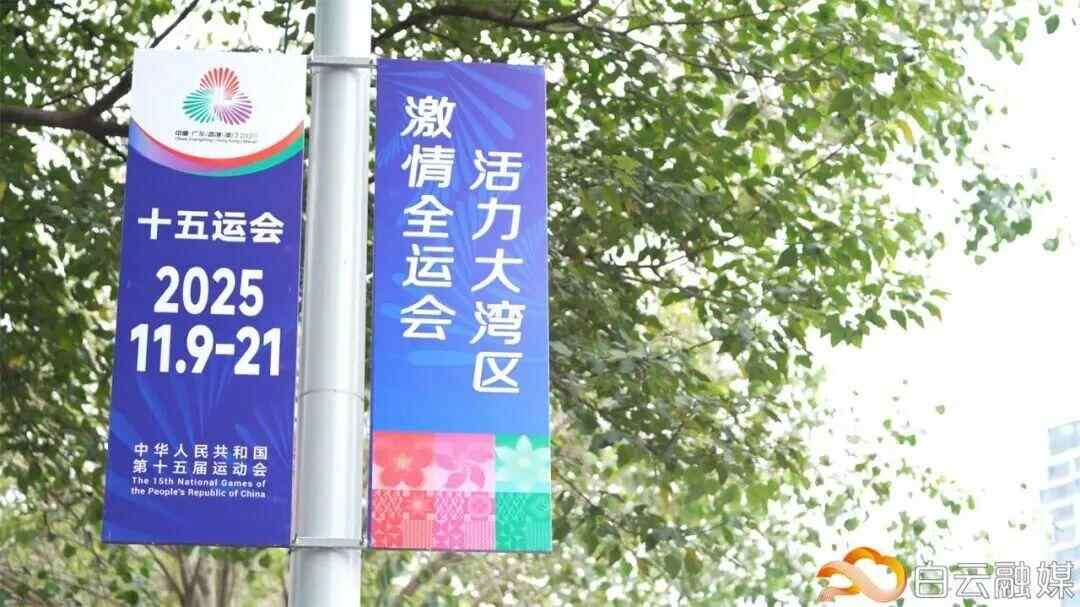 十五运会
2025
11.9-21
中华人民共和国
第十五届运动会
The 15th National Games of
the People's Republic of China
激情全运会
活力大湾区
白云融媒